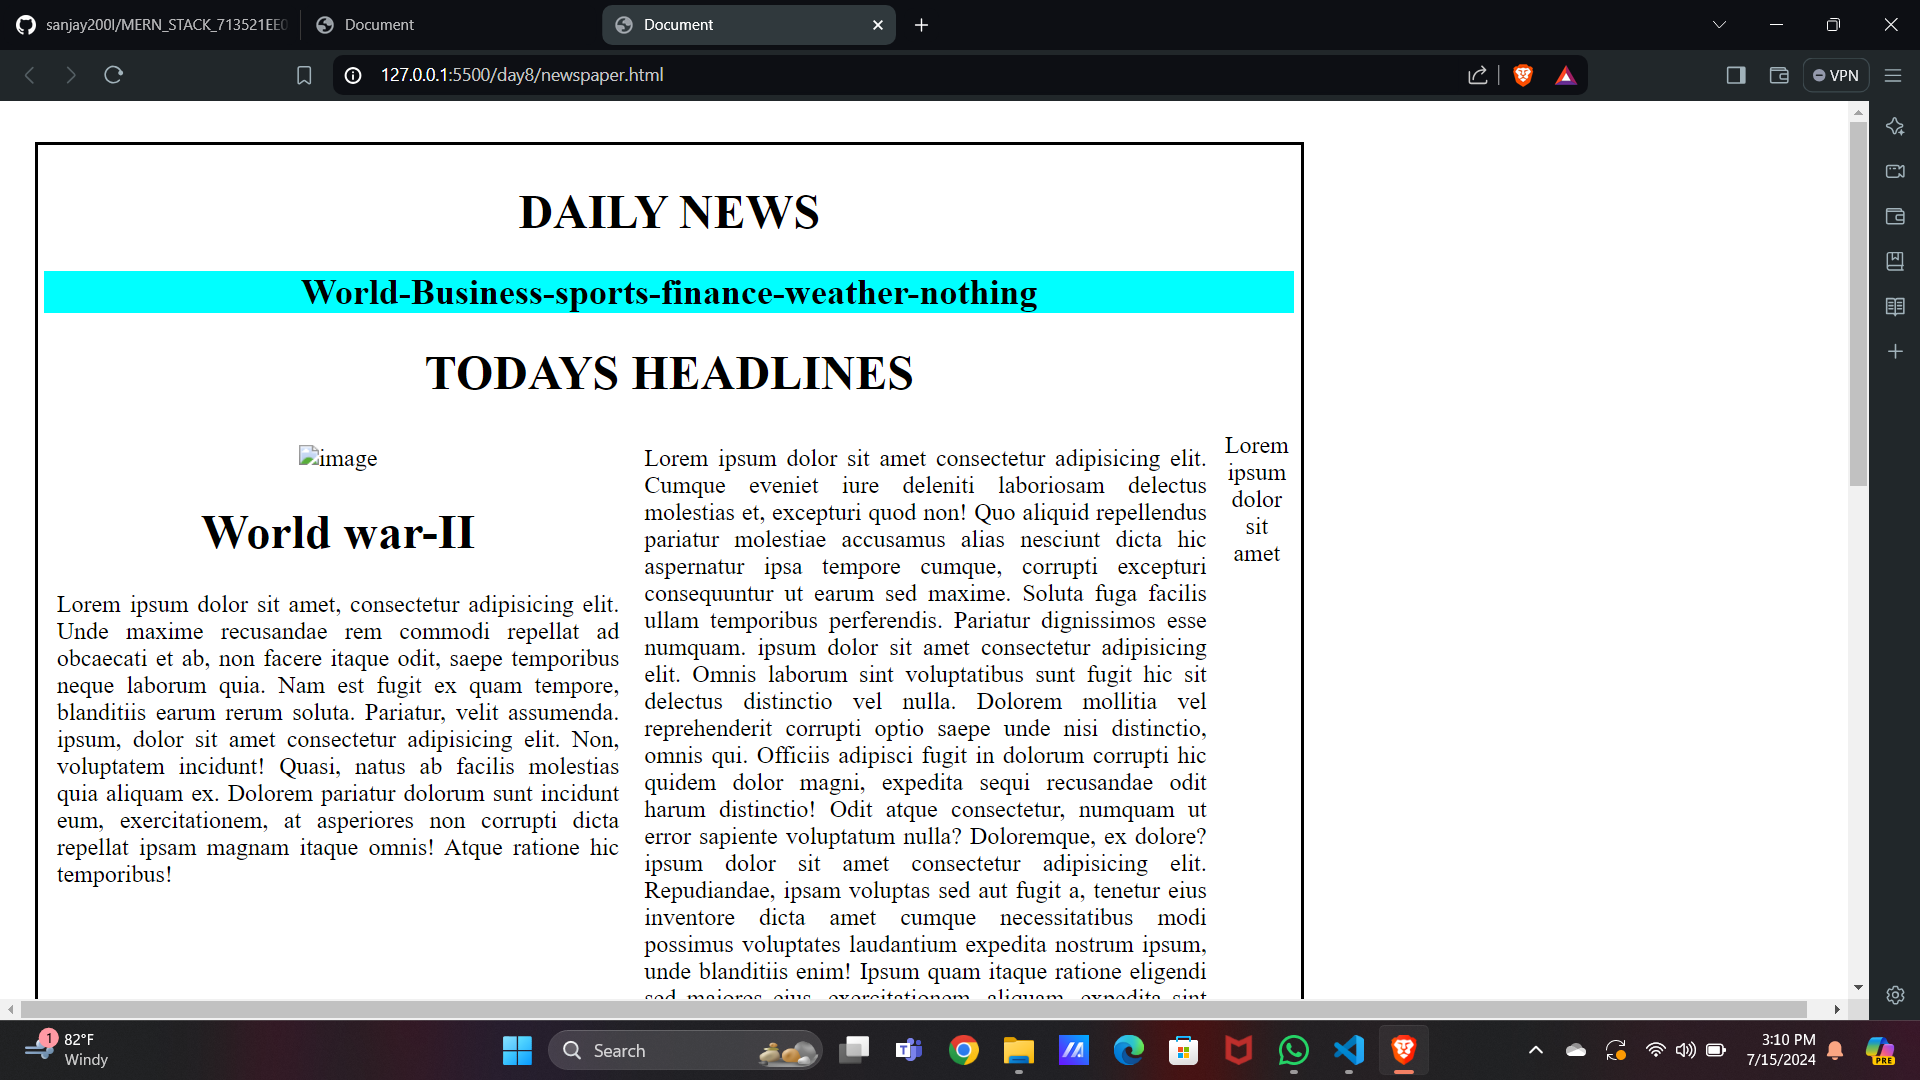 sanjay200l/MERN_STACK_713521EE0
Document
Document
127.0.0.1:5500/day8/newspaper.html
VPN
DAILY NEWS
World-Business-sports-finance-weather-nothing
TODAYS HEADLINES
image
World war-II
Lorem ipsum dolor sit amet, consectetur adipisicing elit.
Unde maxime recusandae rem commodi repellat ad
obcaecati et ab, non facere itaque odit, saepe temporibus
neque laborum quia. Nam est fugit ex quam tempore,
blanditiis earum rerum soluta. Pariatur, velit assumenda.
ipsum, dolor sit amet consectetur adipisicing elit. Non,
voluptatem incidunt! Quasi, natus ab facilis molestias
quia aliquam ex. Dolorem pariatur dolorum sunt incidunt
eum, exercitationem, at asperiores non corrupti dicta
repellat ipsam magnam itaque omnis! Atque ratione hic
temporibus!
Lorem ipsum dolor sit amet consectetur adipisicing elit.
Cumque eveniet iure deleniti laboriosam delectus
molestias et, excepturi quod non! Quo aliquid repellendus
pariatur molestiae accusamus alias nesciunt dicta hic
aspernatur ipsa tempore cumque, corrupti excepturi
consequuntur ut earum sed maxime. Soluta fuga facilis
ullam temporibus perferendis. Pariatur dignissimos esse
numquam. ipsum dolor sit amet consectetur adipisicing
elit. Omnis laborum sint voluptatibus sunt fugit hic sit
delectus distinctio vel nulla. Dolorem mollitia vel
reprehenderit corrupti optio saepe unde nisi distinctio,
omnis qui. Officiis adipisci fugit in dolorum corrupti hic
quidem dolor magni, expedita sequi recusandae odit
harum distinctio! Odit atque consectetur, numquam ut
error sapiente voluptatum nulla? Doloremque, ex dolore?
ipsum dolor sit amet consectetur adipisicing elit.
Repudiandae, ipsam voluptas sed aut fugit a, tenetur eius
inventore dicta amet cumque necessitatibus modi
possimus voluptates laudantium expedita nostrum ipsum,
unde blanditiis enim! Ipsum quam itaque ratione eligendi
sed maiores eius, exercitationem, aliquam, expedita sint
Lorem
ipsum
dolor
sit
amet
1
82°F
Windy
Search
3:10 PM
7/15/2024
PRE